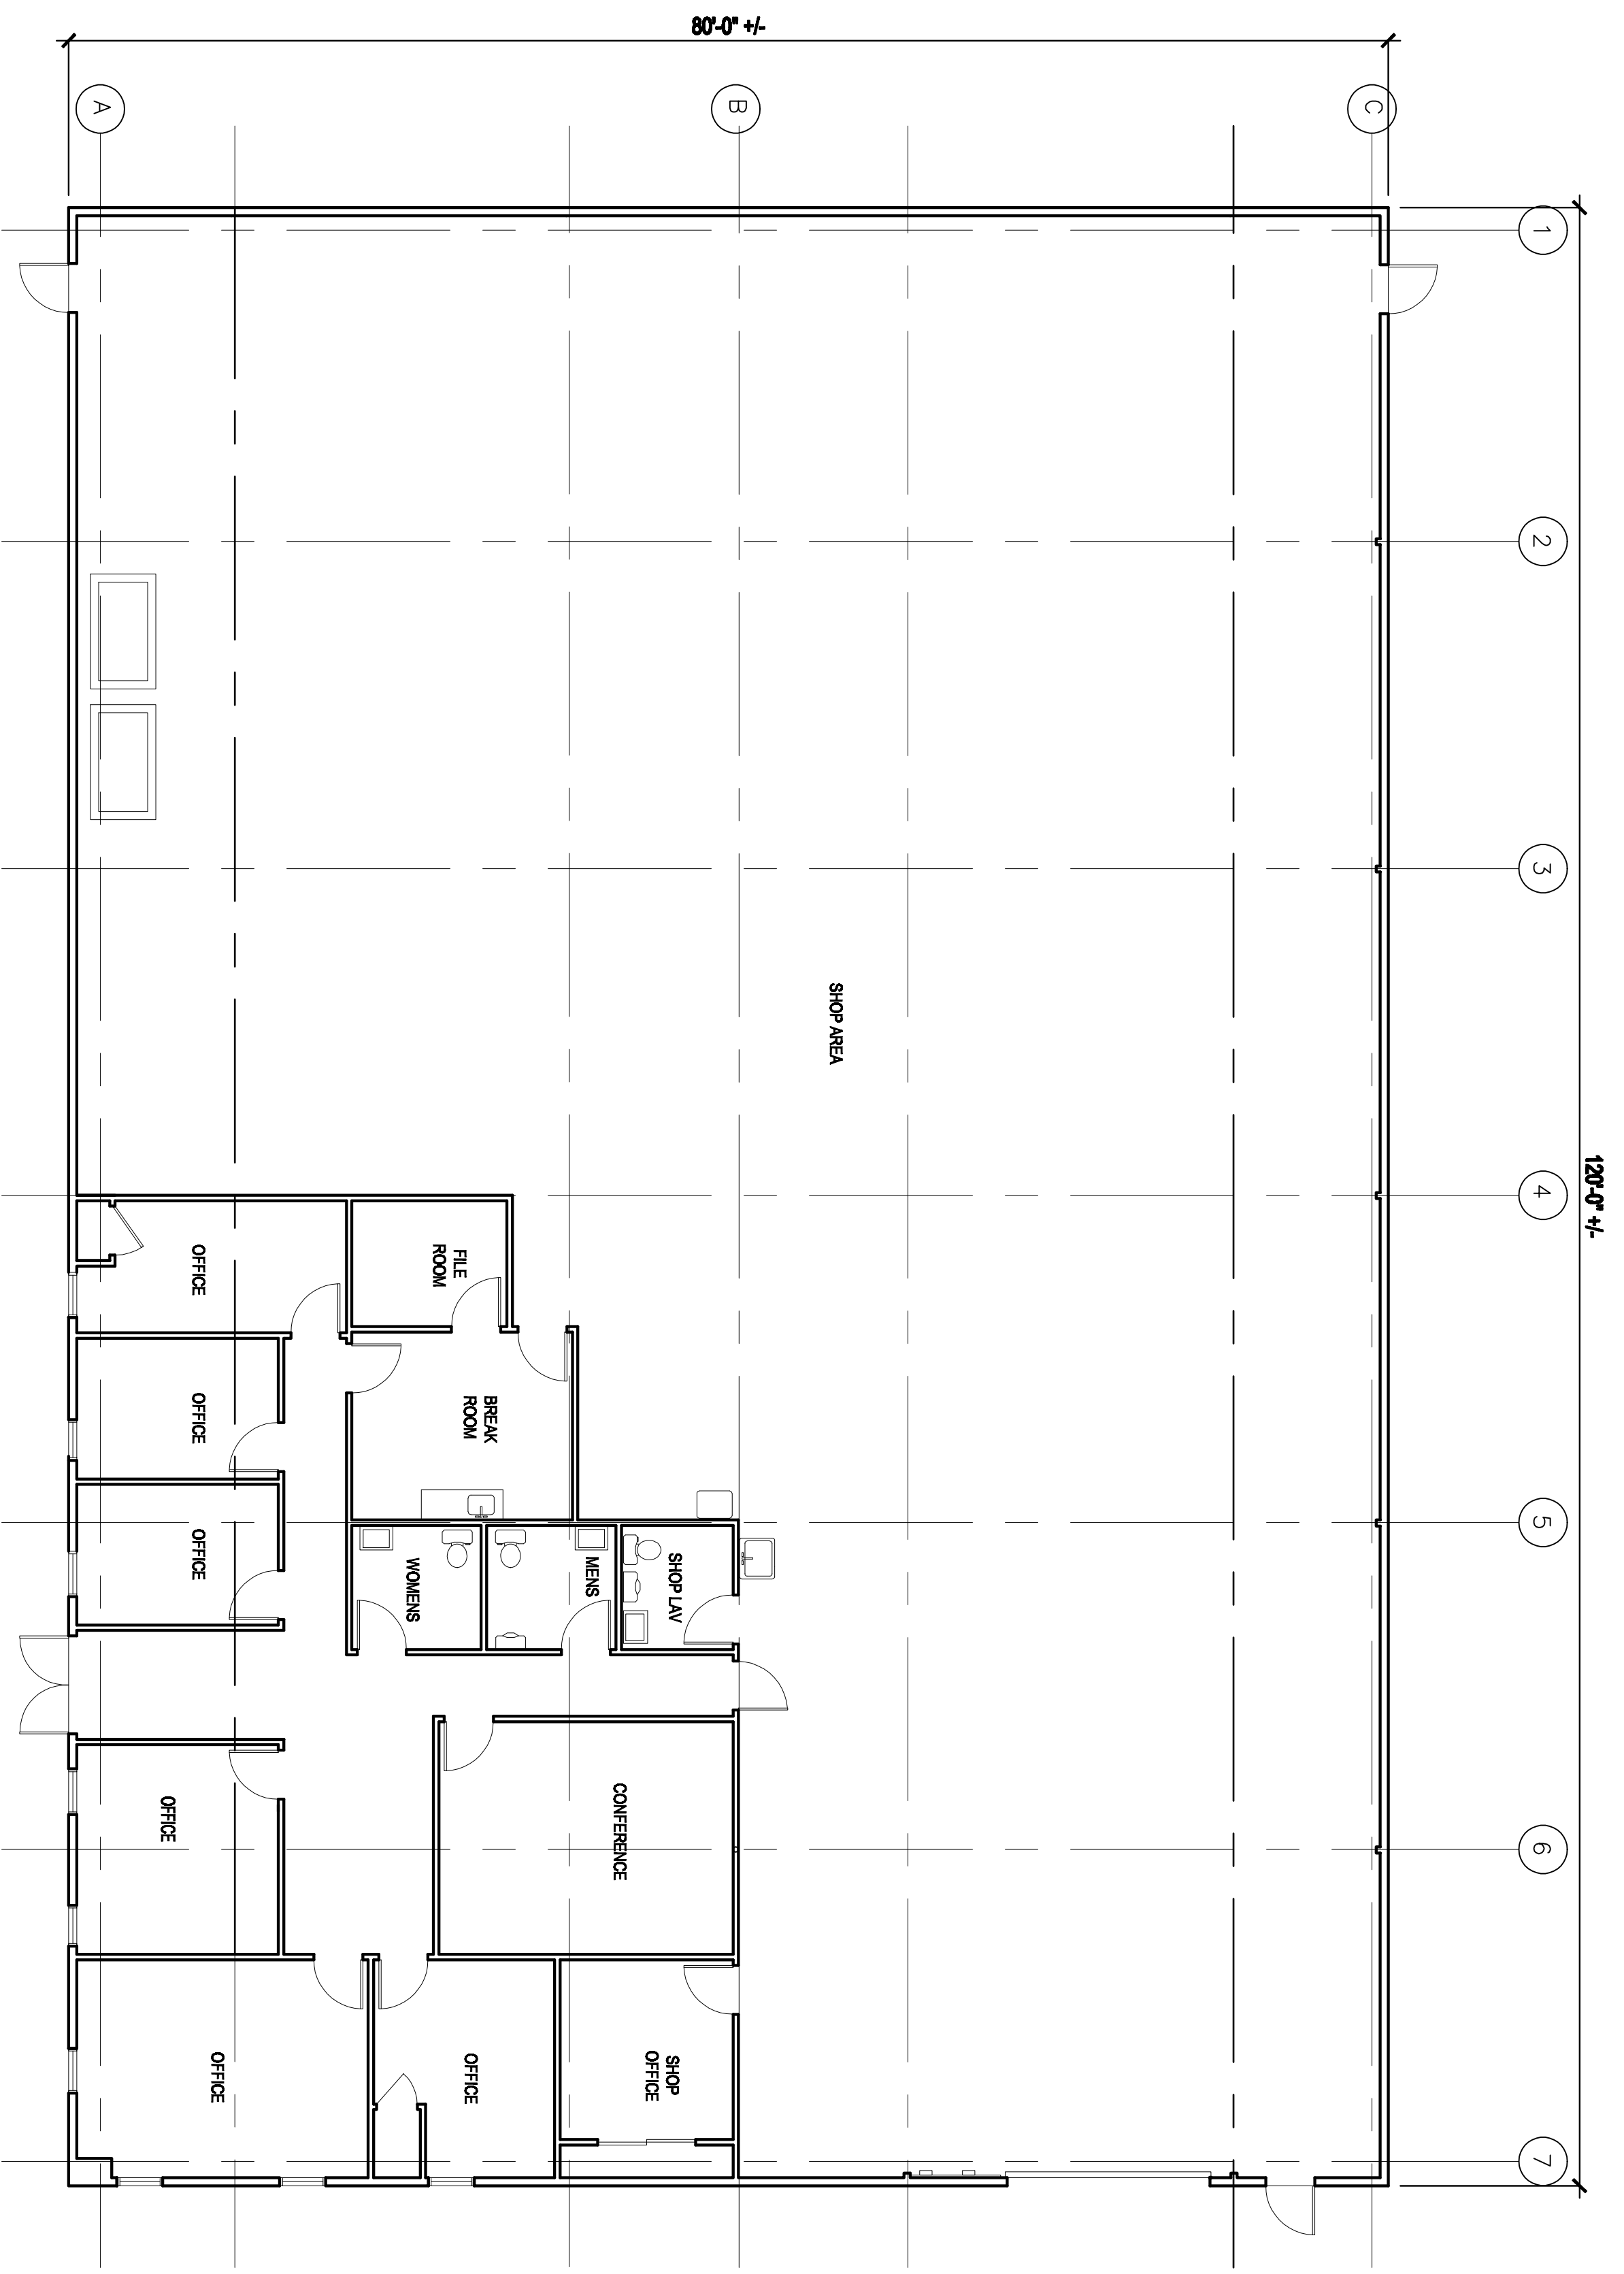 80'-0" +/-
A
B
C
1
2
3
4
5
6
7
120'-0" +/-
SHOP AREA
OFFICE
FILE
ROOM
OFFICE
BREAK
ROOM
OFFICE
WOMENS
MENS
SHOP LAV
OFFICE
CONFERENCE
OFFICE
OFFICE
SHOP
OFFICE